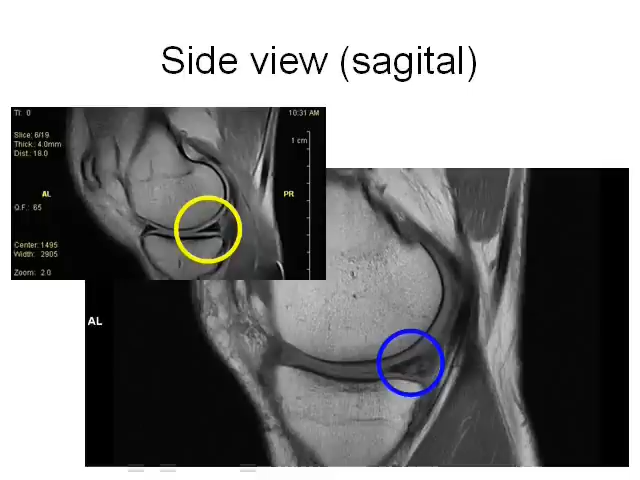 Side view (sagital)
TI: 0
10:31 AM
Slice: 6/19
Thick: 4.0mm
Dist.: 18.0
1 cm
AL
PR
Q.F.: 65
Center: 1495
Width: 2905
Zoom: 2.0
AL